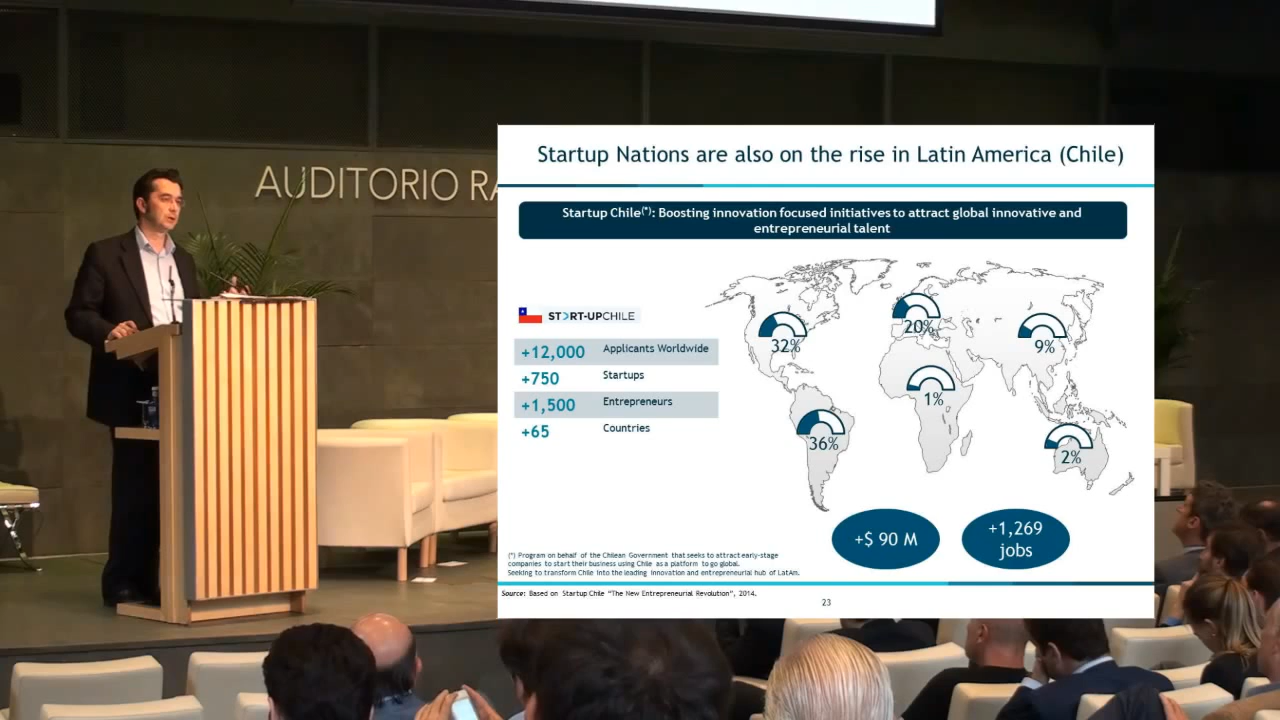 AUDITORIO
Startup Nations are also on the rise in Latin America (Chile)
Startup Chile(*): Boosting innovation focused initiatives to attract global innovative and
entrepreneurial talent
ST>RT-UPCHILE
+12,000 Applicants Worldwide
+750 Startups
+1,500 Entrepreneurs
+65 Countries
32%
20%
9%
1%
36%
2%
+$ 90 M
+1,269
jobs
(*) Program on behalf of the Chilean Government that seeks to attract early-stage
companies to start their business using Chile as a platform to go global.
Seeking to transform Chile into the leading innovation and entrepreneurial hub of LatAm.
Source: Based on Startup Chile “The New Entrepreneurial Revolution”, 2014.
23